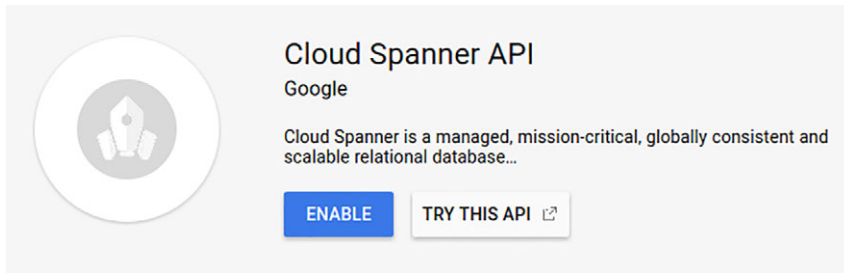 Cloud Spanner API
Google
Cloud Spanner is a managed, mission-critical, globally consistent and
scalable relational database...
ENABLE
TRY THIS API